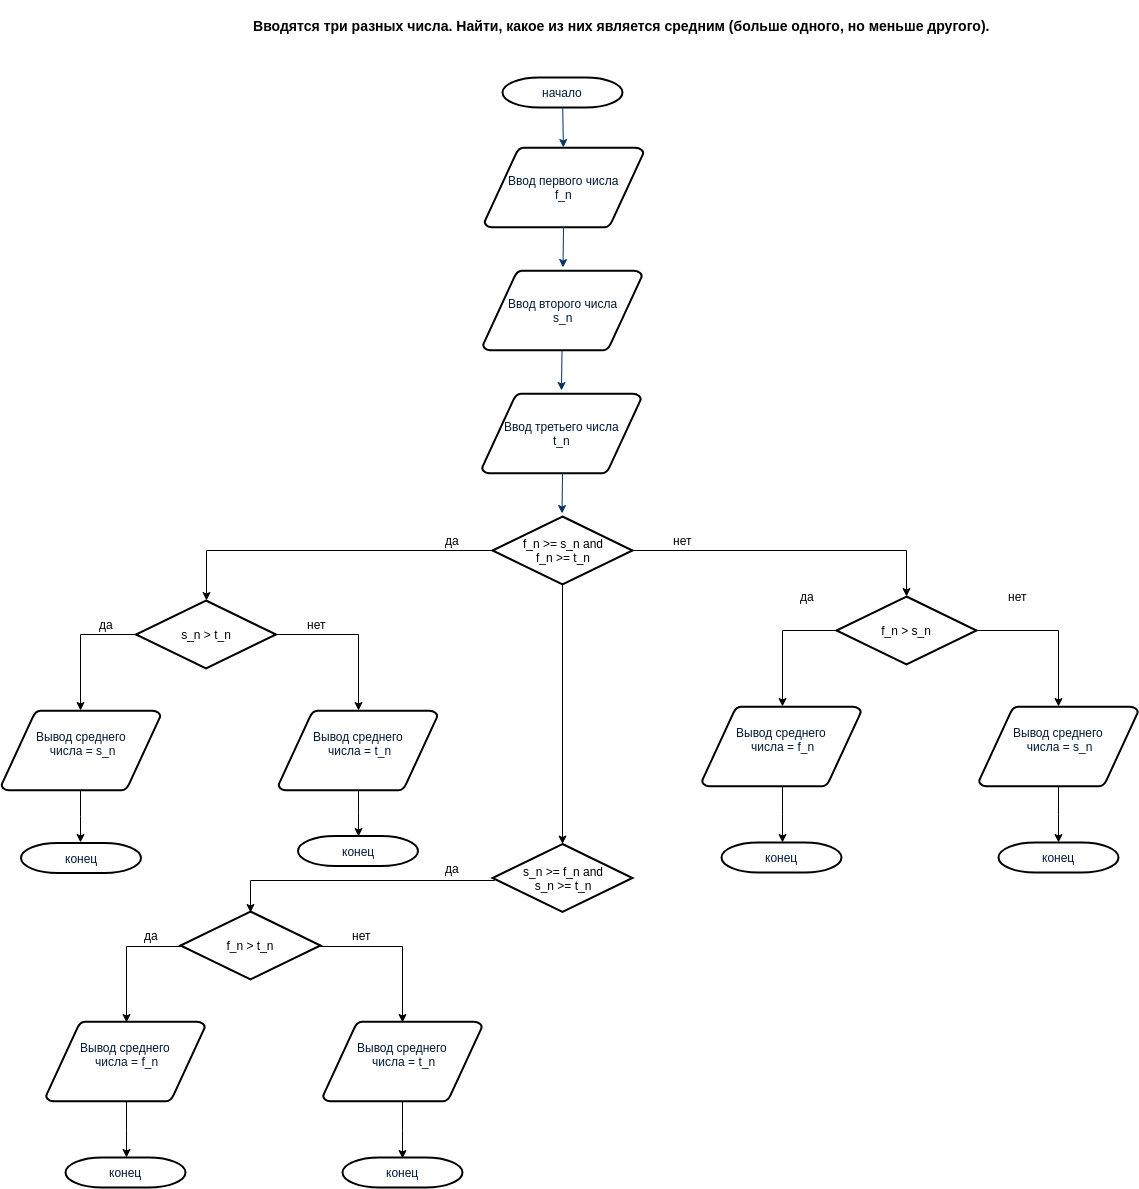 Вводятся три разных числа. Найти, какое из них является средним (больше одного, но меньше другого).
начало
Ввод первого числа
f_n
Ввод второго числа
s_n
Ввод третьего числа
t_n
да
f_n >= s_n and
f_n >= t_n
нет
да
s_n > t_n
нет
да
f_n > s_n
нет
Вывод среднего
числа = s_n
Вывод среднего
числа = t_n
Вывод среднего
числа = f_n
Вывод среднего
числа = s_n
конец
конец
конец
конец
да
s_n >= f_n and
s_n >= t_n
да
f_n > t_n
нет
Вывод среднего
числа = f_n
Вывод среднего
числа = t_n
конец
конец